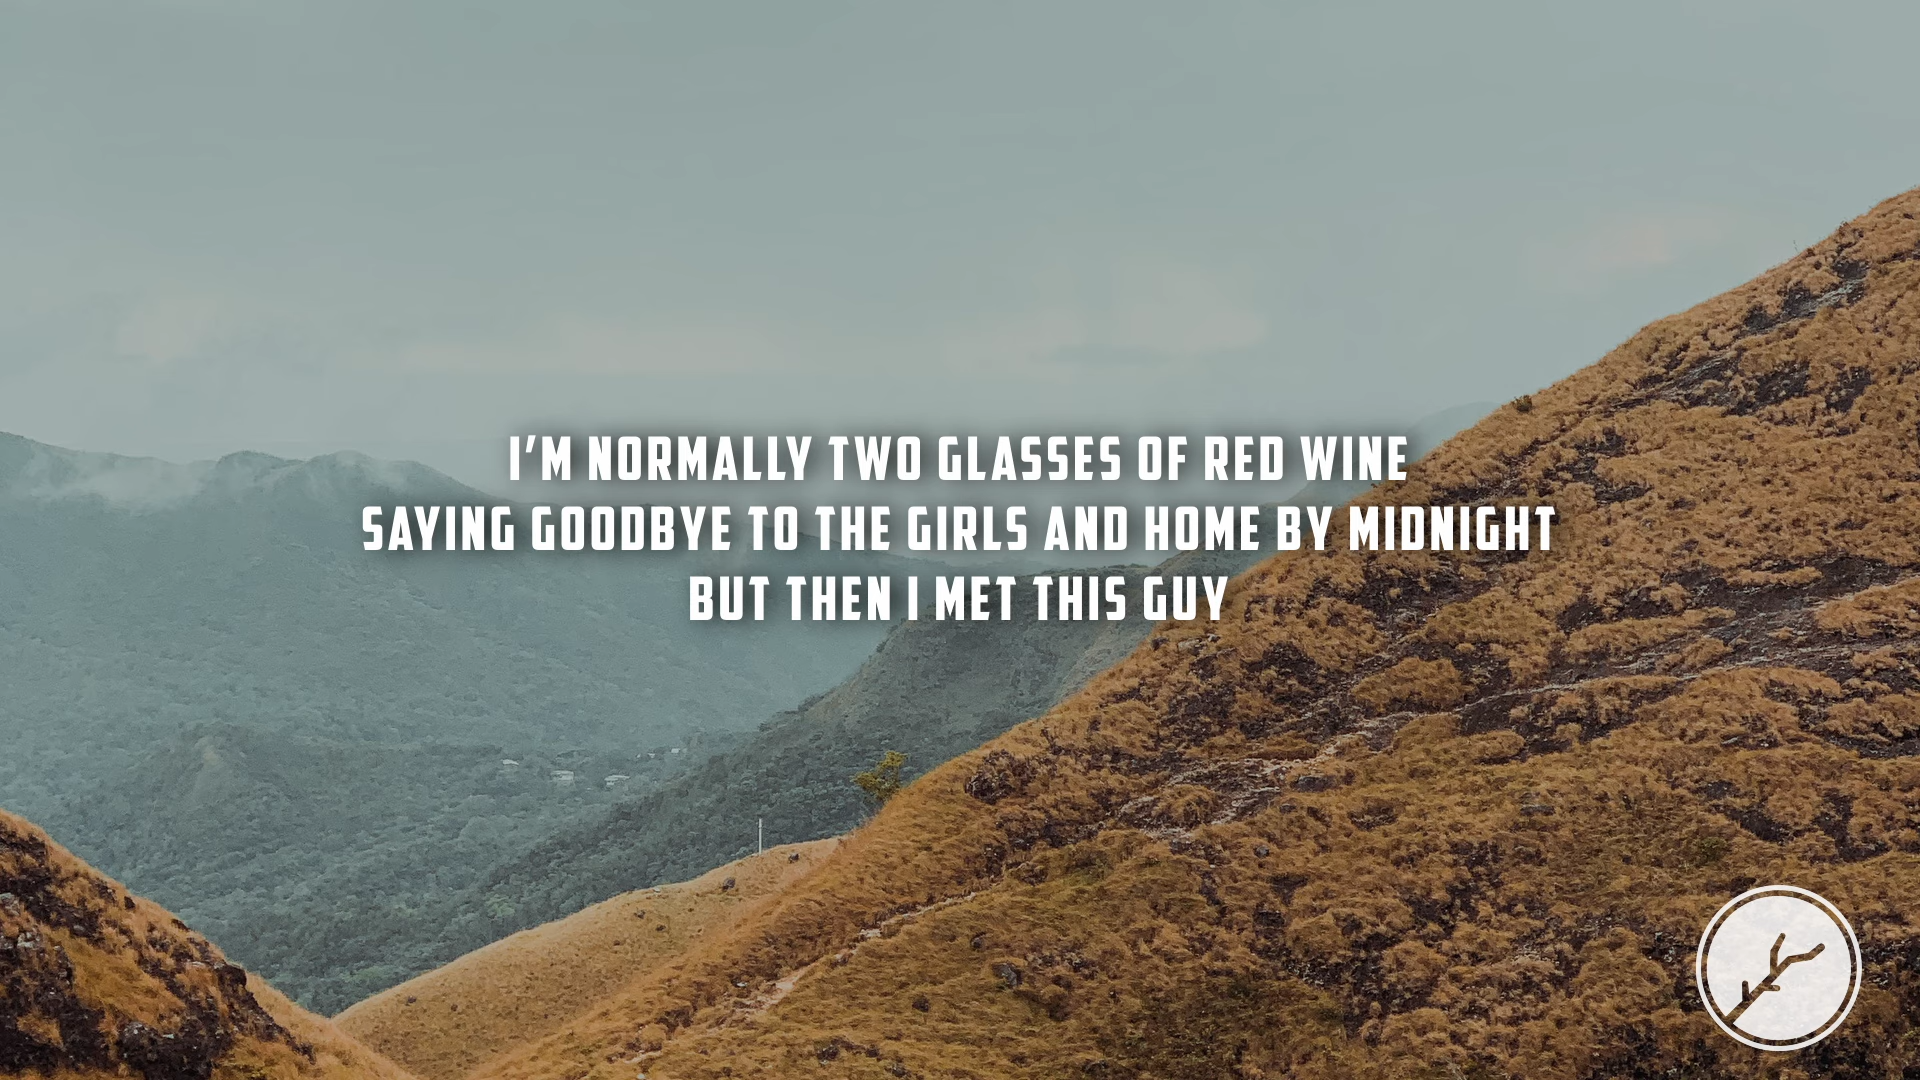 I'M NORMALLY TWO GLASSES OF RED WINE
SAYING GOODBYE TO THE GIRLS AND HOME BY MIDNIGHT
BUT THEN I MET THIS GUY